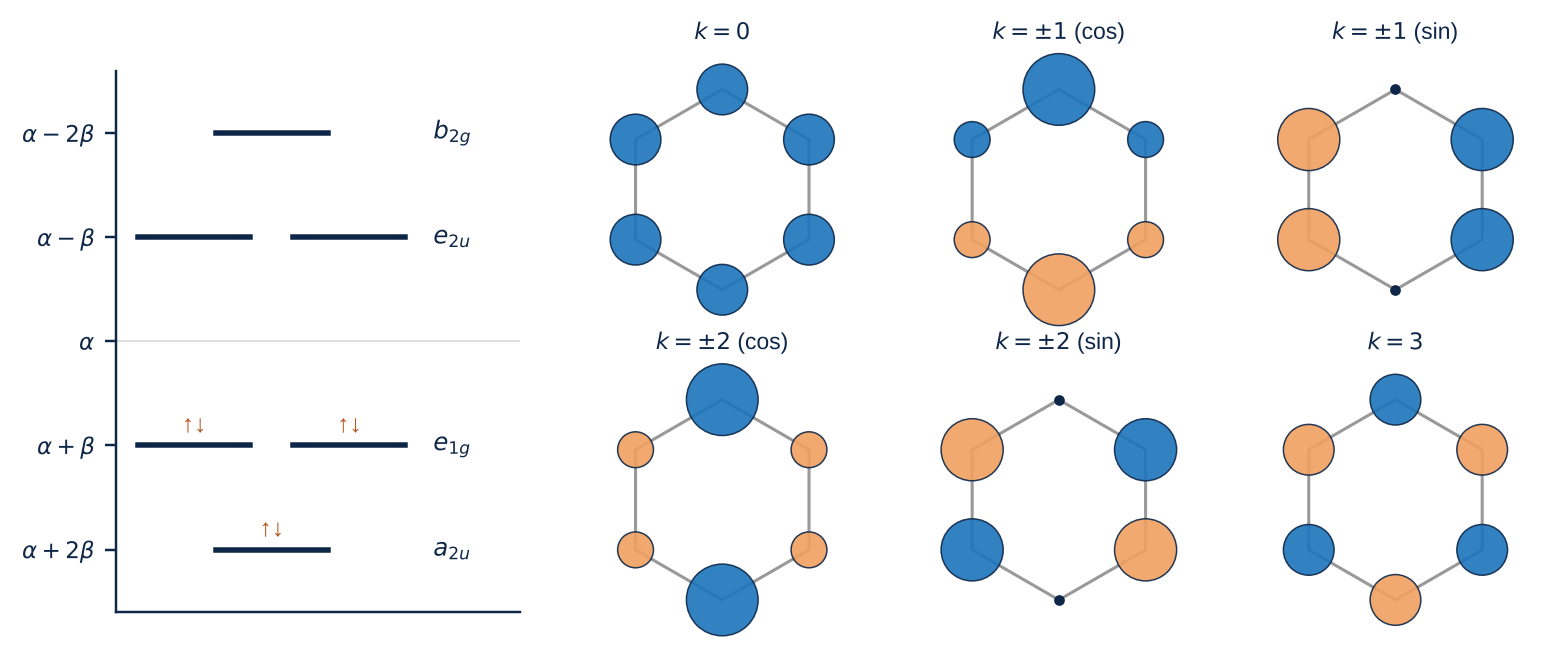 k = 0
k = ±1 (cos)
k = ±1 (sin)
α − 2β
b2g
α − β
e2u
α
k = ±2 (cos)
k = ±2 (sin)
k = 3
↑↓ ↑↓
α + β
e1g
↑↓
α + 2β
a2u